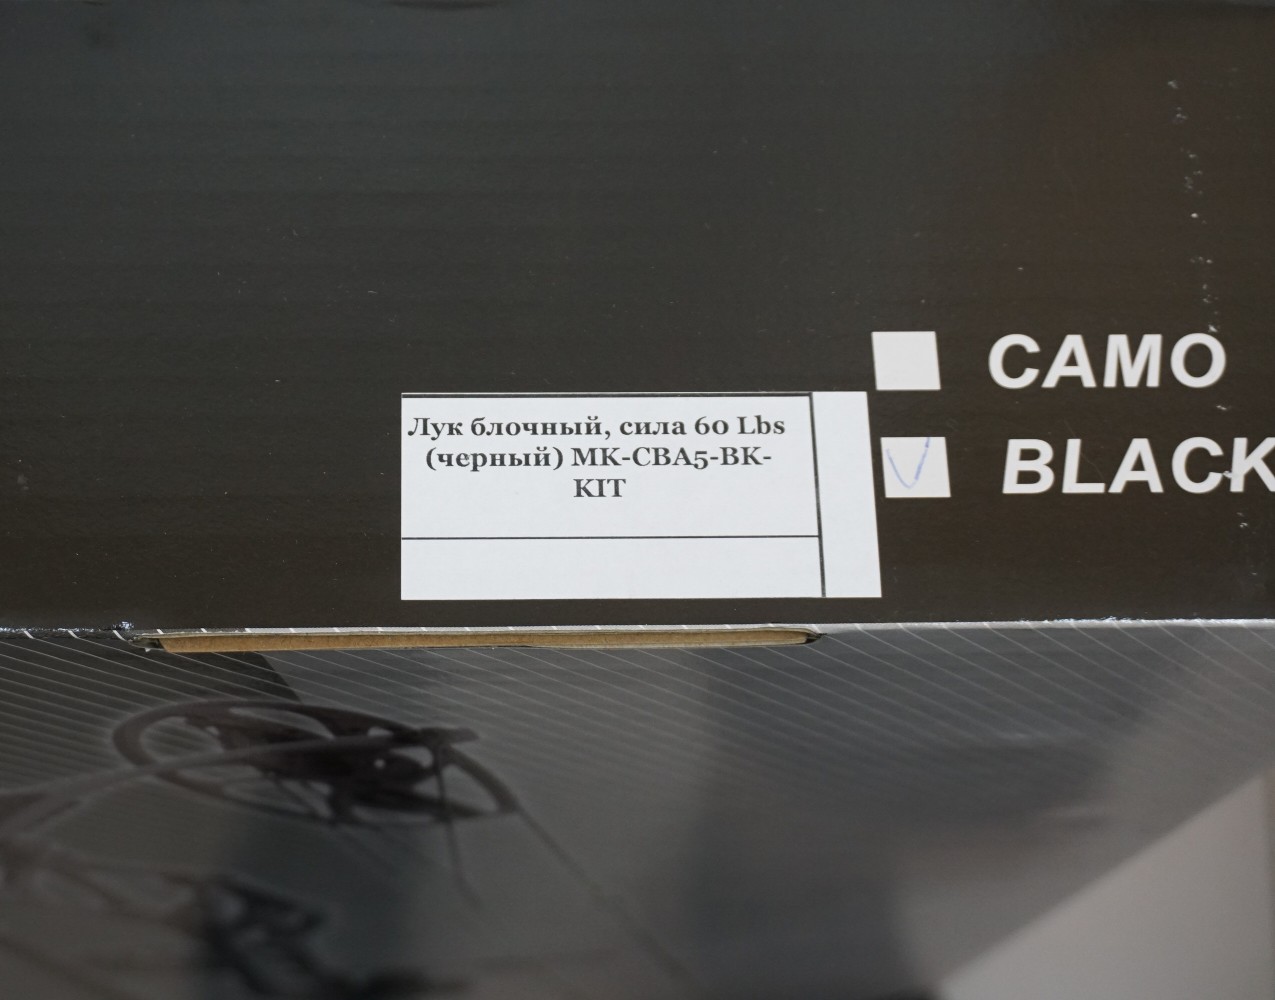 CAMO
Лук блочный, сила 60 Lbs
(черный) MK-CBA5-BK-
KIT
BLACK